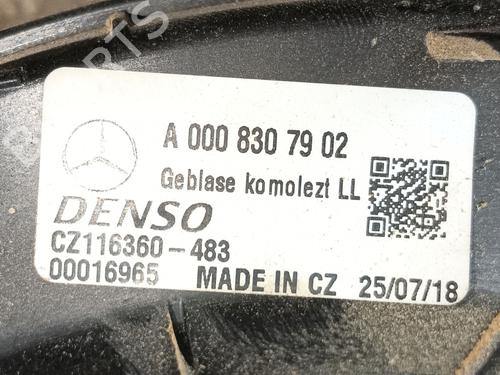 A 000 830 79 02
Geblase komolezt LL
DENSO
CZ116360-483
00016965 MADE IN CZ 25/07/18